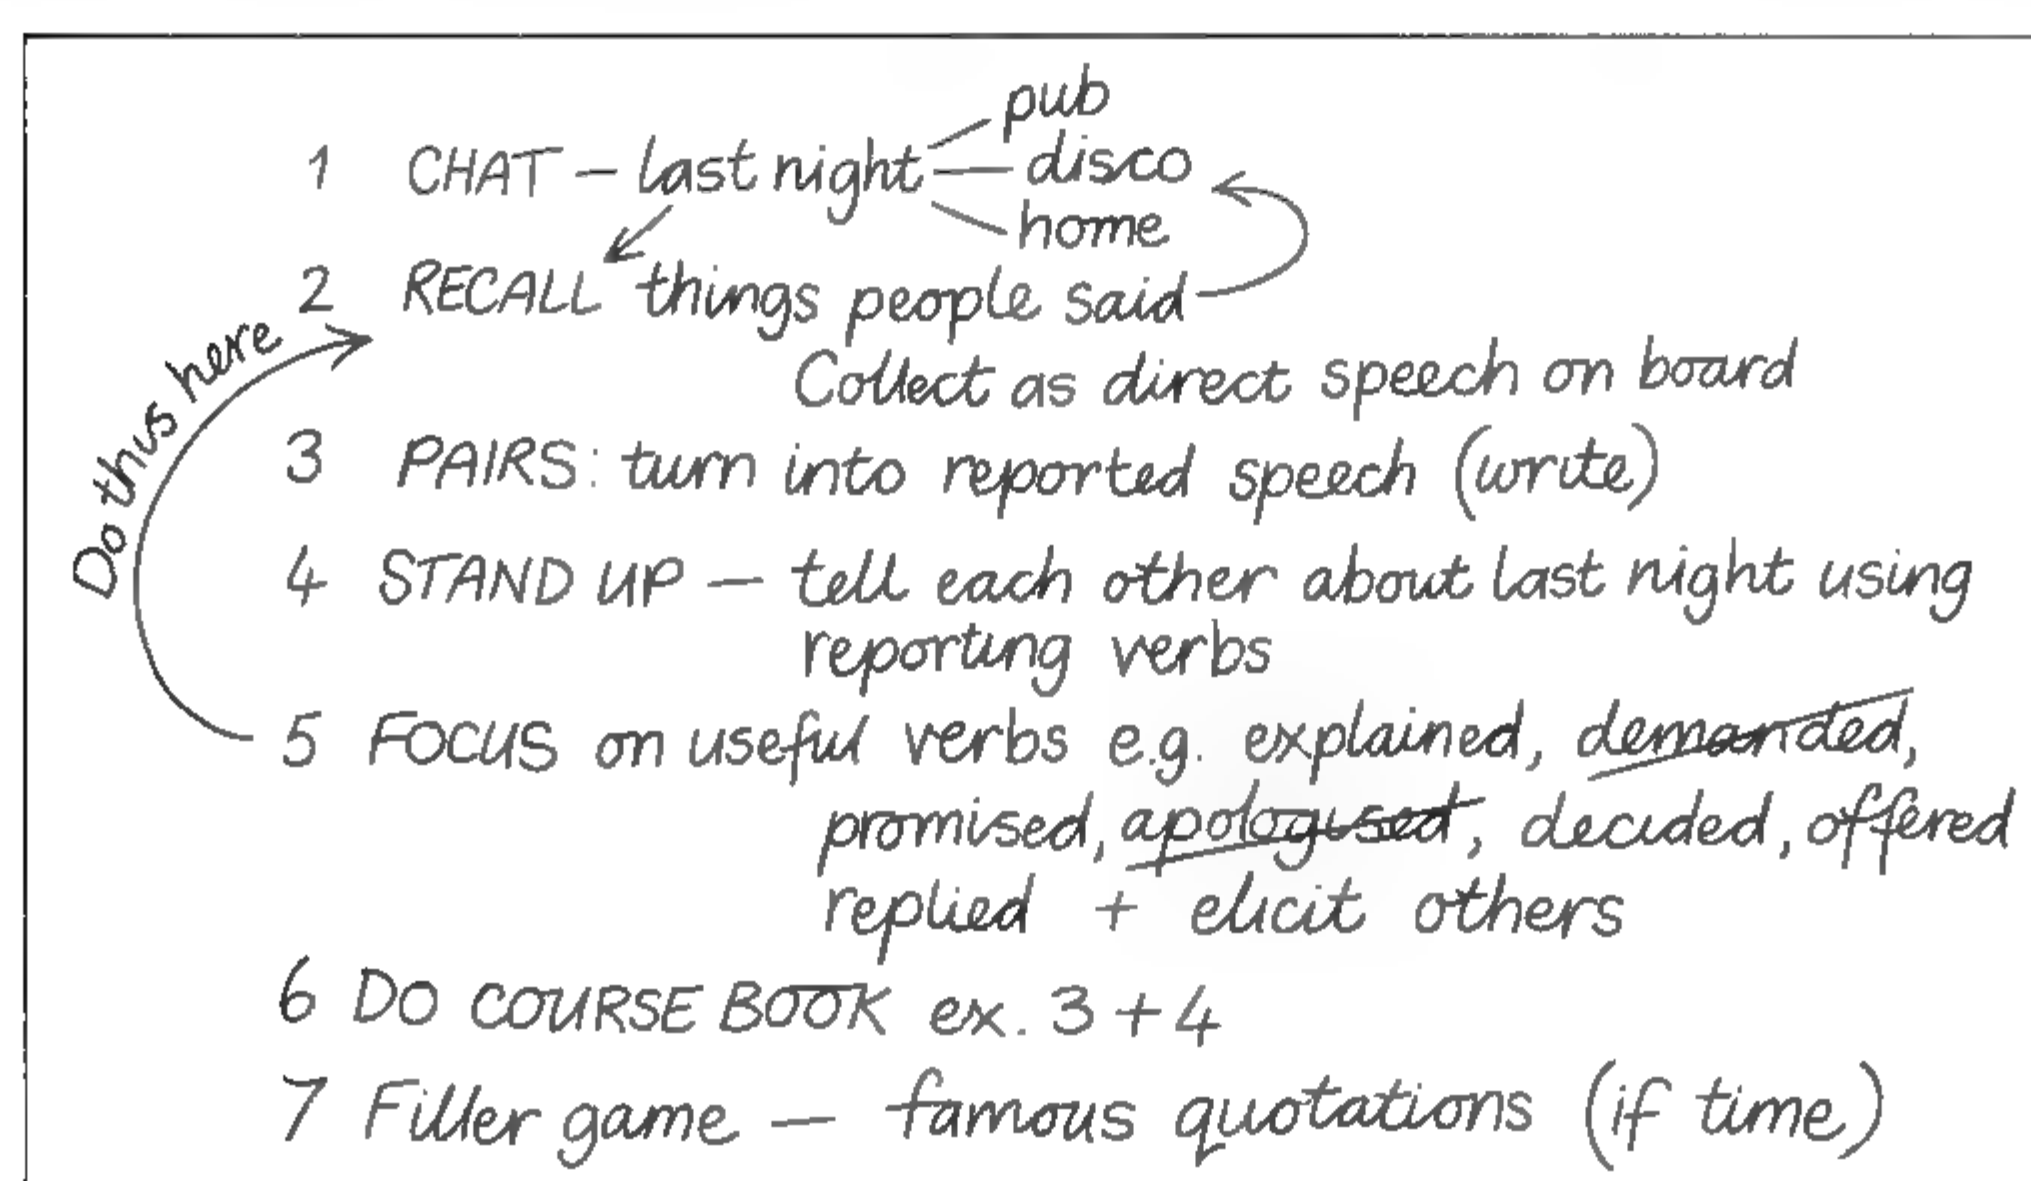 pub
1 CHAT – last night — disco
home
2 RECALL things people said
Collect as direct speech on board
Do this here
3 PAIRS: turn into reported speech (write)
4 STAND UP – tell each other about last night using
reporting verbs
5 FOCUS on useful verbs e.g. explained, demanded,
promised, apologised, decided, offered
replied + elicit others
6 DO COURSE BOOK ex. 3 + 4
7 Filler game – famous quotations (if time)